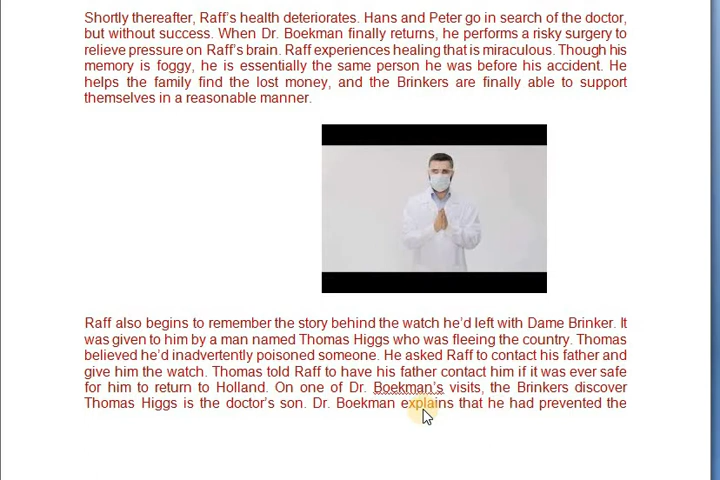 Shortly thereafter, Raff's health deteriorates. Hans and Peter go in search of the doctor,
but without success. When Dr. Boekman finally returns, he performs a risky surgery to
relieve pressure on Raff's brain. Raff experiences healing that is miraculous. Though his
memory is foggy, he is essentially the same person he was before his accident. He
helps the family find the lost money, and the Brinkers are finally able to support
themselves in a reasonable manner.
Raff also begins to remember the story behind the watch he'd left with Dame Brinker. It
was given to him by a man named Thomas Higgs who was fleeing the country. Thomas
believed he'd inadvertently poisoned someone. He asked Raff to contact his father and
give him the watch. Thomas told Raff to have his father contact him if it was ever safe
for him to return to Holland. On one of Dr. Boekman's visits, the Brinkers discover
Thomas Higgs is the doctor's son. Dr. Boekman explains that he had prevented the